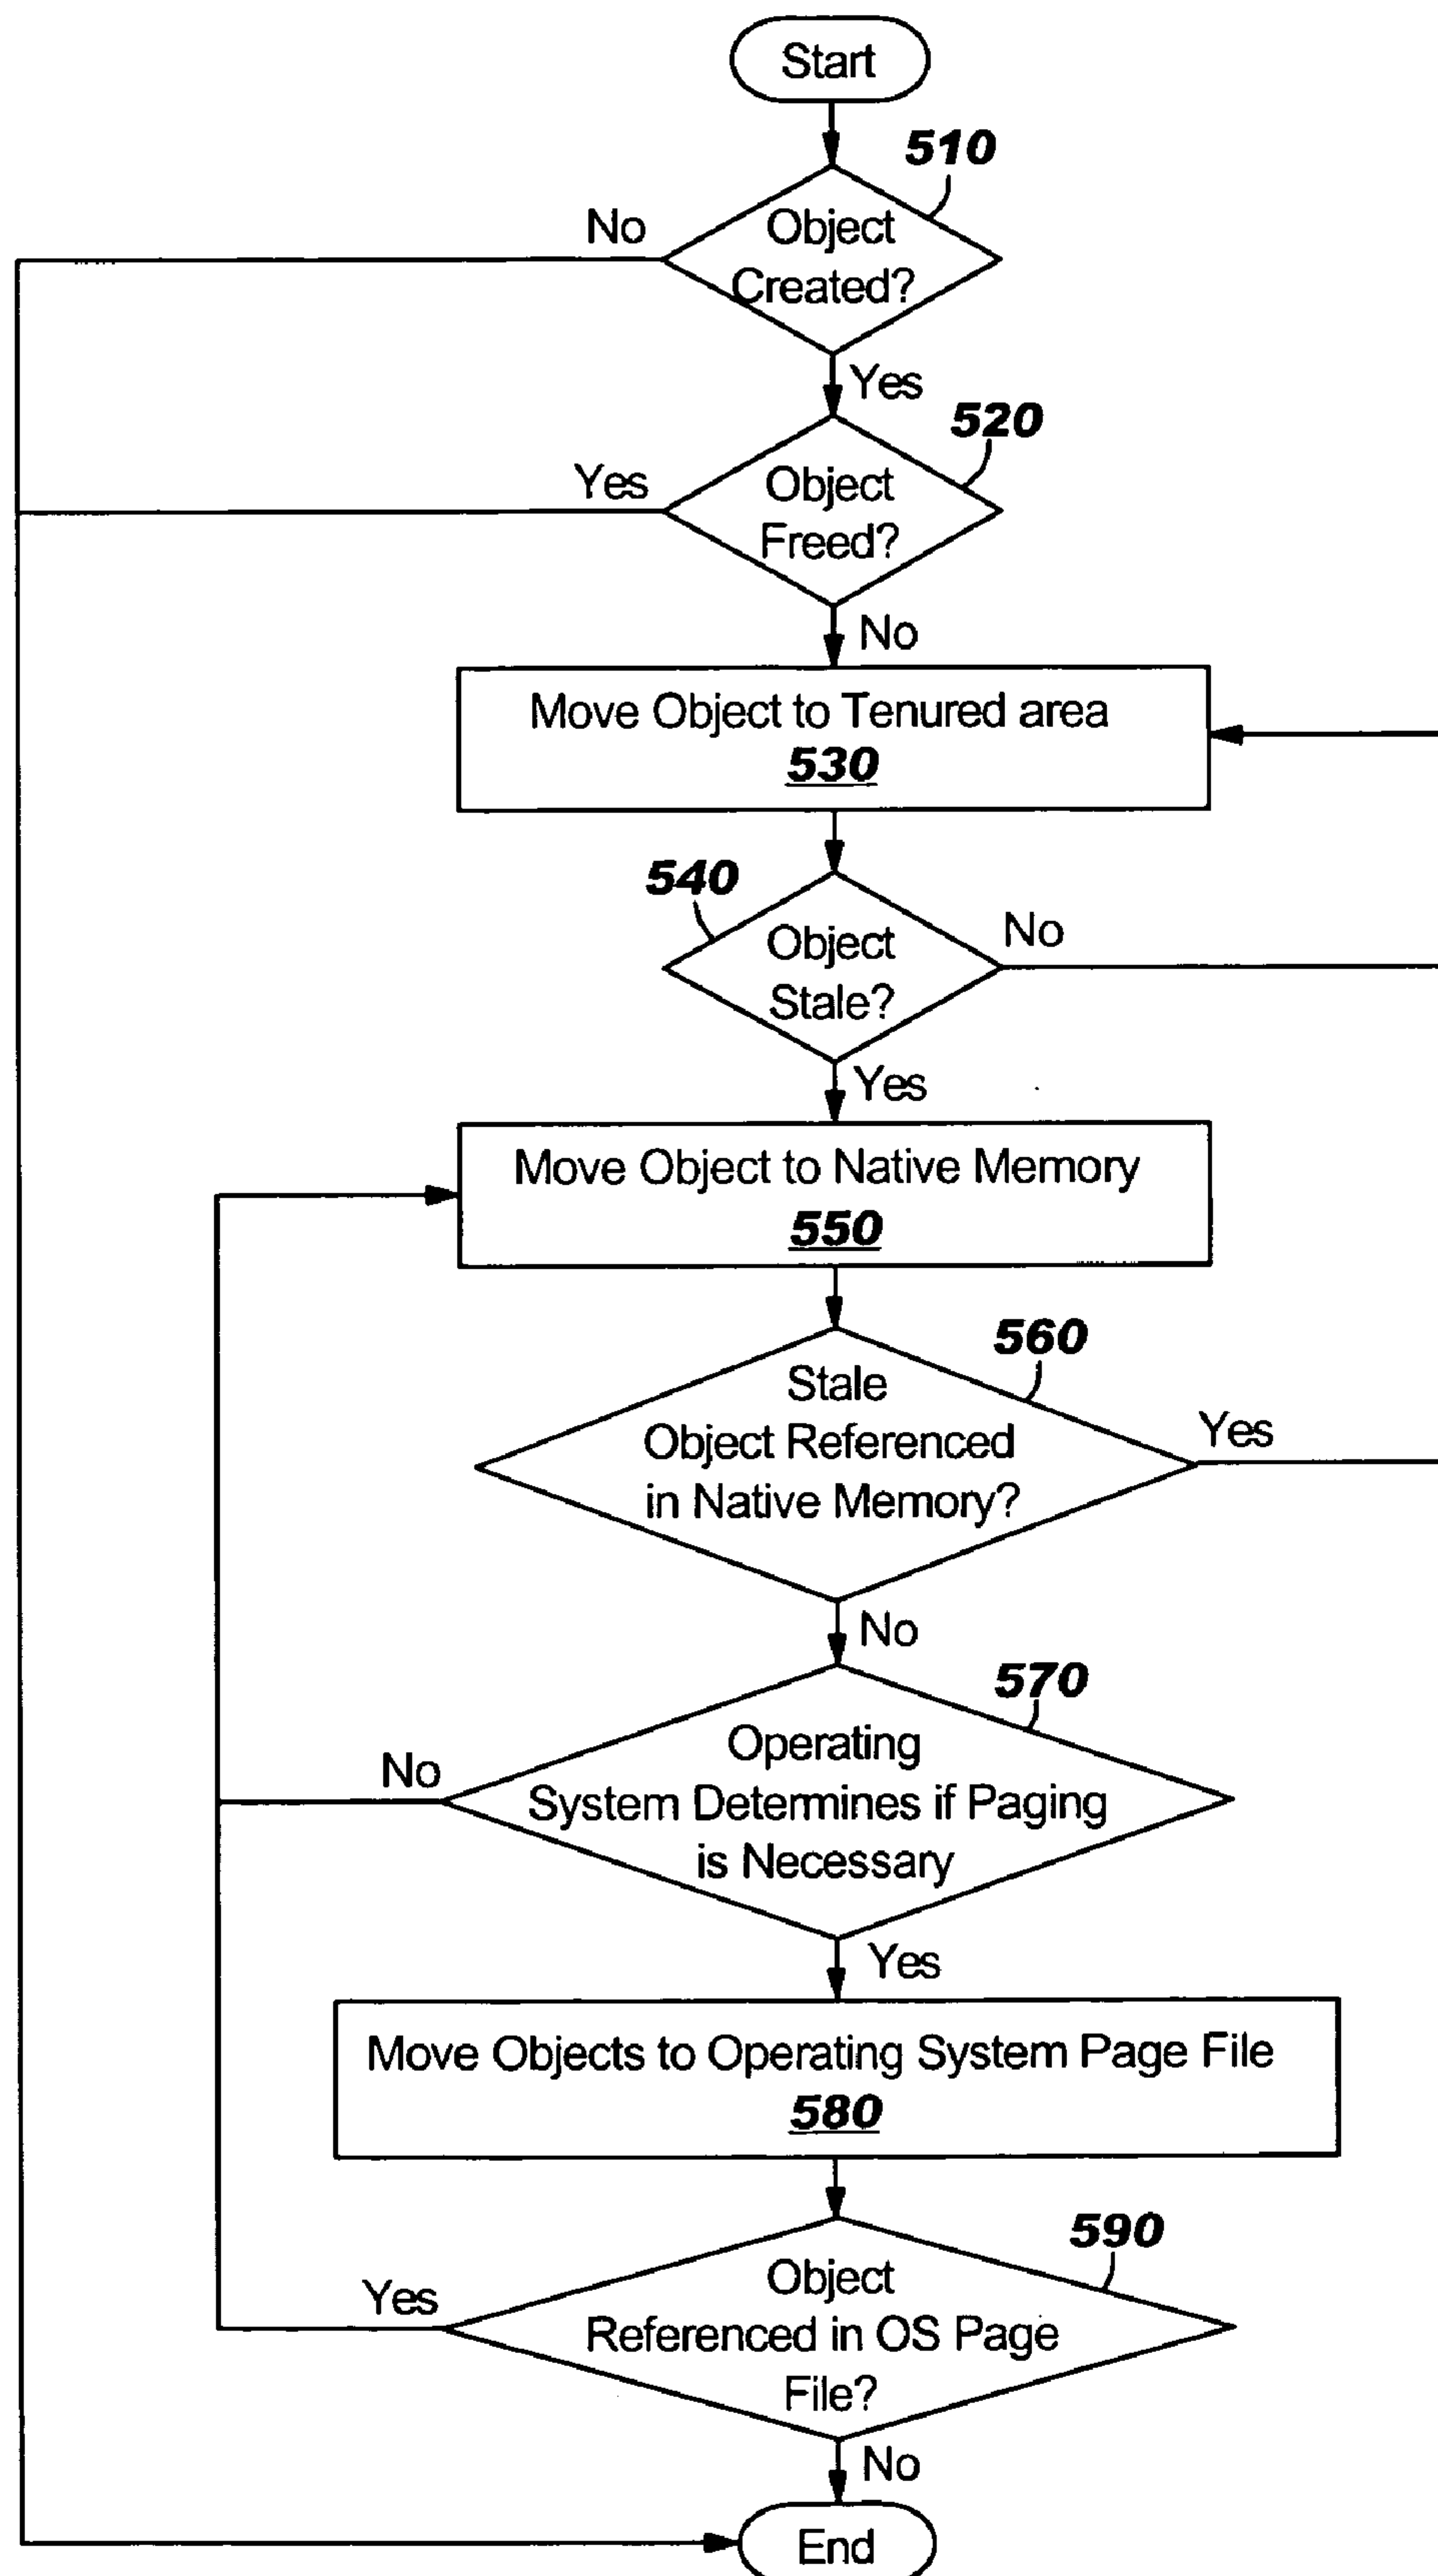 Start
510
No
Object
Created?
Yes
520
Yes
Object
Freed?
No
Move Object to Tenured area
530
540
Object
Stale?
No
Yes
Move Object to Native Memory
550
560
Stale
Object Referenced
in Native Memory?
Yes
No
570
Operating
System Determines if Paging
is Necessary
No
Yes
Move Objects to Operating System Page File
580
590
Object
Referenced in OS Page
File?
Yes
No
End